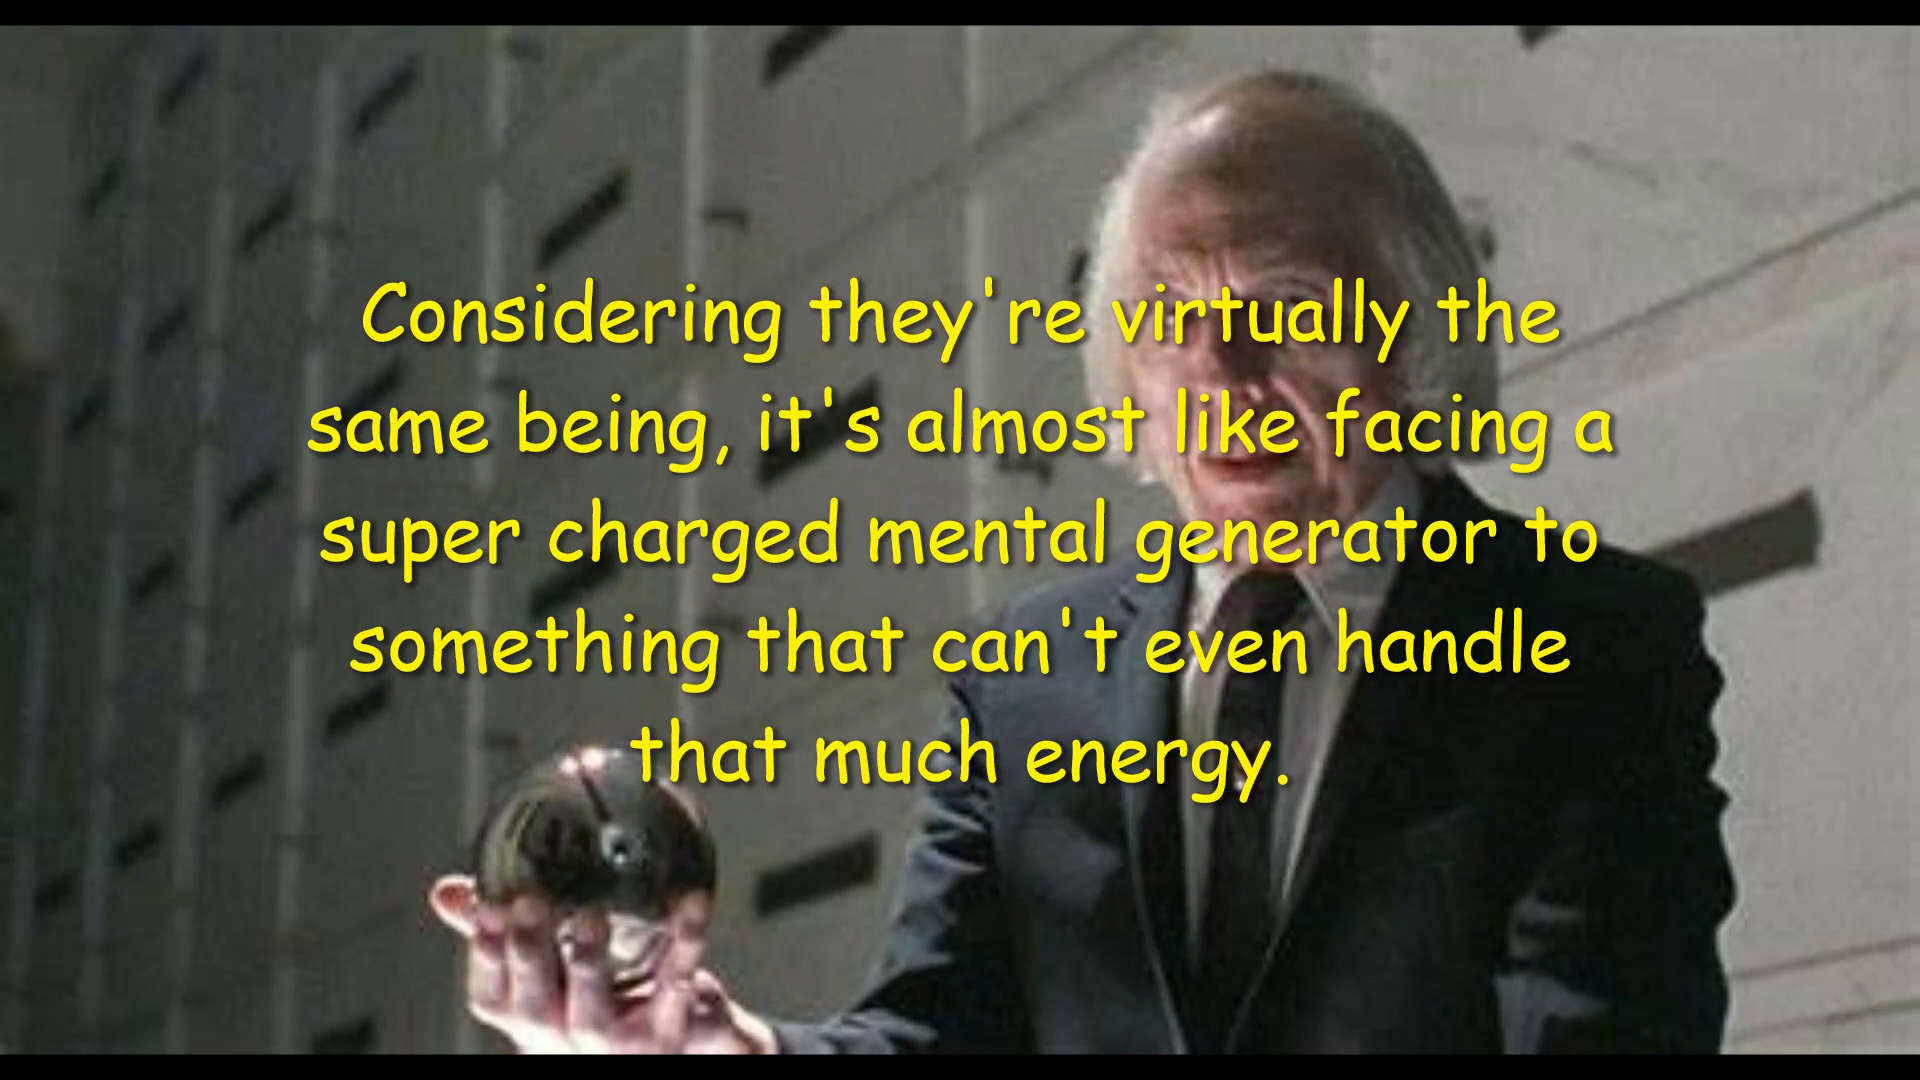 Considering they're virtually the
same being, it's almost like facing a
super charged mental generator to
something that can't even handle
that much energy.